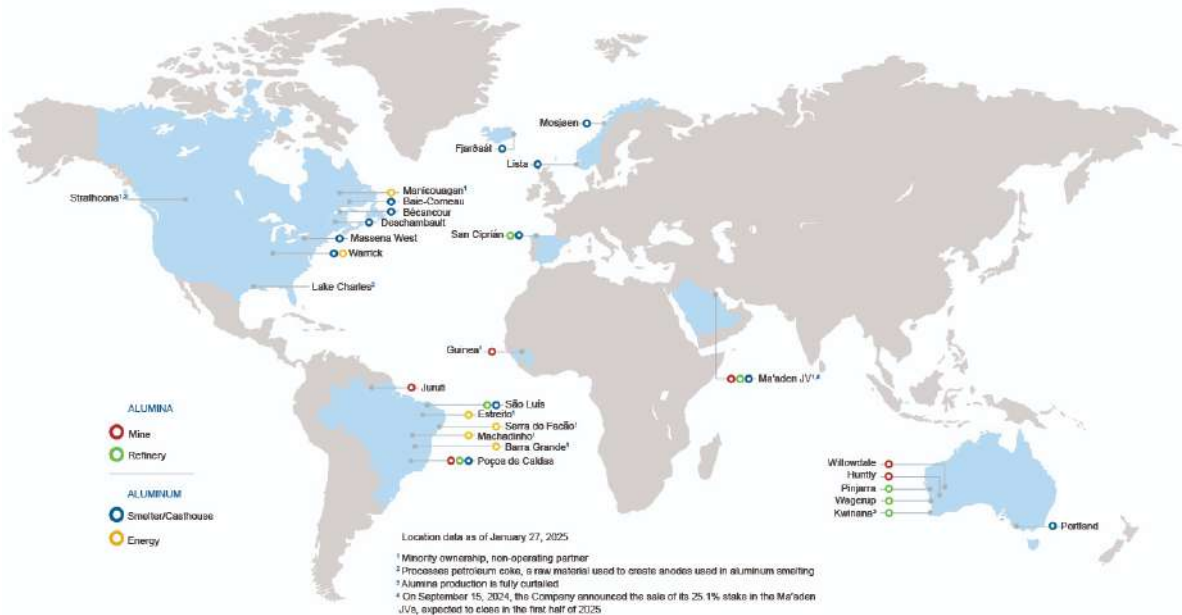 Mosjøen
Fjarðaál
Lista
Manicouagan¹
Baie-Comeau
Strathcona¹,²
Bécancour
Deschambault
San Ciprián
Massena West
Warrick
Lake Charles²
Guinea¹
Ma'aden JV¹,⁴
Juruti
São Luís
Estreito¹
Serra do Facão¹
Machadinho¹
Barra Grande¹
Poços de Caldas
ALUMINA
Mine
Refinery
ALUMINUM
Smelter/Casthouse
Energy
Willowdale
Huntly
Pinjarra
Wagerup
Kwinana³
Portland
Location data as of January 27, 2025
¹ Minority ownership, non-operating partner
² Processes petroleum coke, a raw material used to create anodes used in aluminum smelting
³ Alumina production is fully curtailed
⁴ On September 15, 2024, the Company announced the sale of its 25.1% stake in the Ma'aden
JVs, expected to close in the first half of 2025